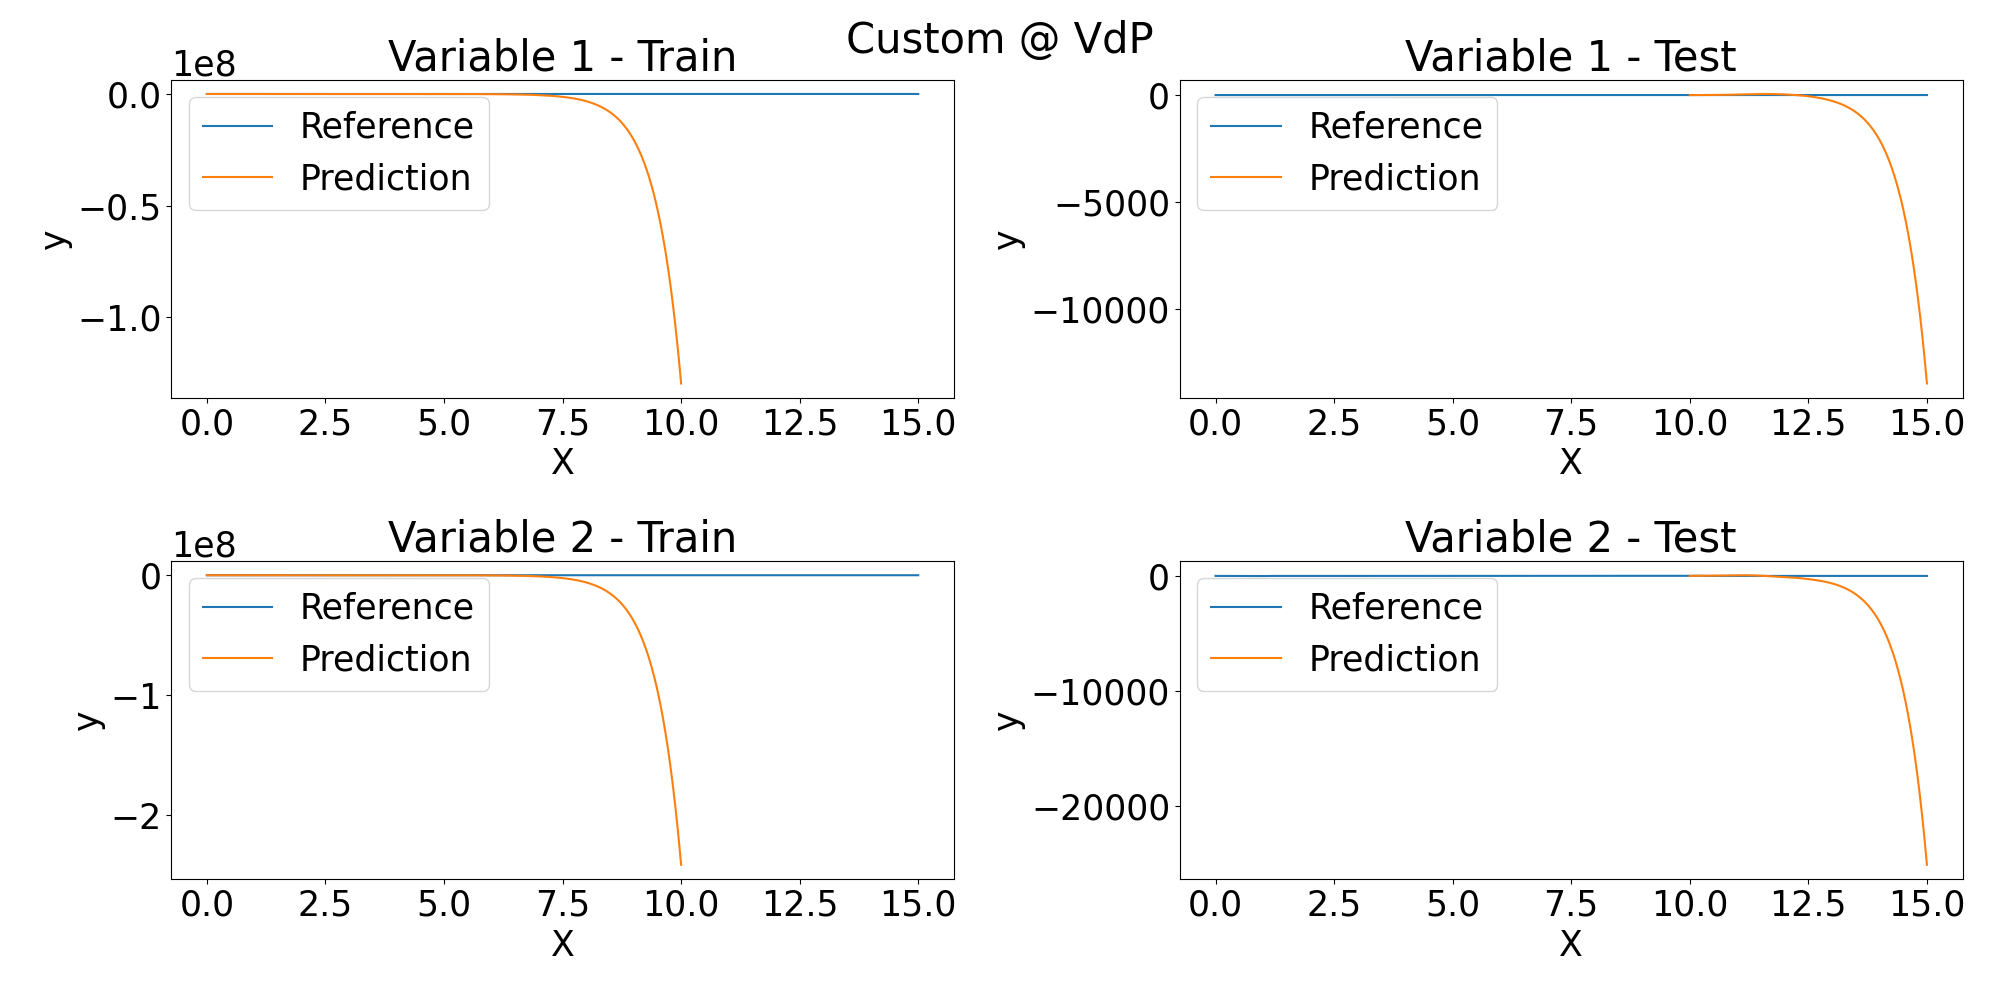 Custom @ VdP
Variable 1 - Train
1e8
0.0
−0.5
−1.0
y
Reference
Prediction
0.0 2.5 5.0 7.5 10.0 12.5 15.0
X
Variable 1 - Test
0
−5000
−10000
y
Reference
Prediction
0.0 2.5 5.0 7.5 10.0 12.5 15.0
X
Variable 2 - Train
1e8
0
−1
−2
y
Reference
Prediction
0.0 2.5 5.0 7.5 10.0 12.5 15.0
X
Variable 2 - Test
0
−10000
−20000
y
Reference
Prediction
0.0 2.5 5.0 7.5 10.0 12.5 15.0
X